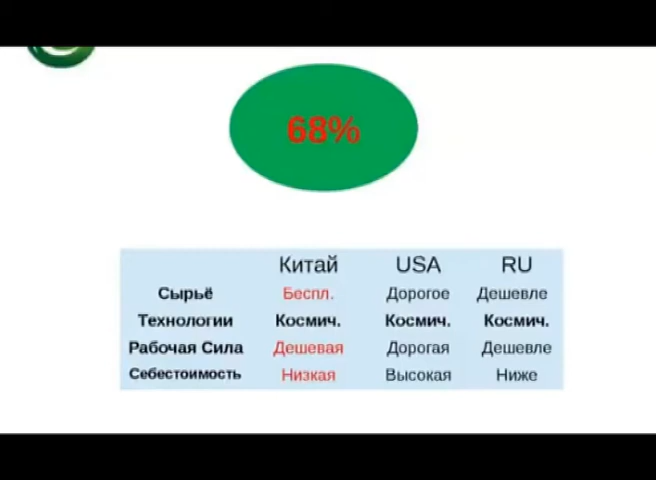 68%
Китай USA RU
Сырьё Беспл. Дорогое Дешевле
Технологии Космич. Космич. Космич.
Рабочая Сила Дешевая Дорогая Дешевле
Себестоимость Низкая Высокая Ниже